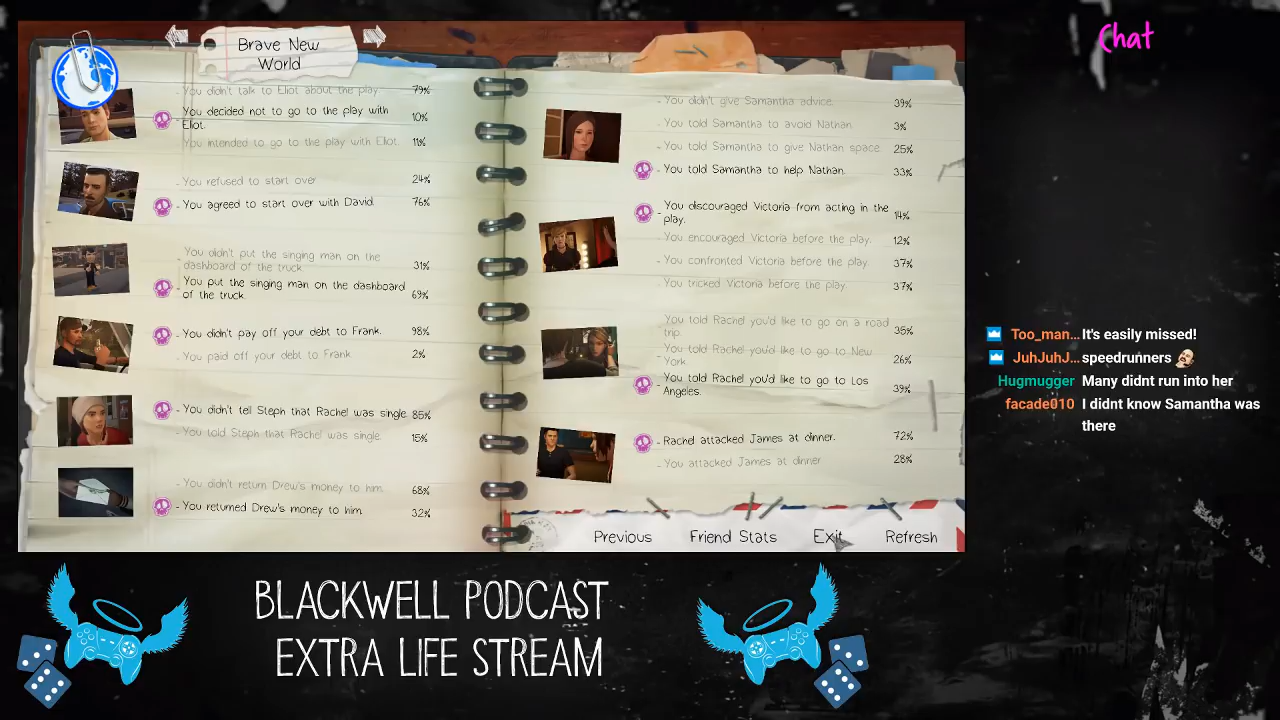 Brave New
World
- You didn't talk to Eliot about the play. 79%
- You decided not to go to the play with
Eliot. 10%
- You intended to go to the play with Eliot. 11%
- You refused to start over 24%
- You agreed to start over with David 76%
- You didn't put the singing man on the
dashboard of the truck. 31%
- You put the singing man on the dashboard
of the truck. 69%
- You didn't pay off your debt to Frank. 98%
- You paid off your debt to Frank 2%
- You didn't tell Steph that Rachel was single 85%
- You told Steph that Rachel was single. 15%
- You didn't return Drew's money to him. 68%
- You returned Drew's money to him 32%
- You didn't give Samantha advice. 39%
- You told Samantha to avoid Nathan. 3%
- You told Samantha to give Nathan space. 25%
- You told Samantha to help Nathan. 33%
- You discouraged Victoria from acting in the
play. 14%
- You encouraged Victoria before the play. 12%
- You confronted Victoria before the play. 37%
- You tricked Victoria before the play. 37%
- You told Rachel you'd like to go on a road
trip. 35%
- You told Rachel you'd like to go to New
York 26%
- You told Rachel you'd like to go to Los
Angeles. 39%
- Rachel attacked James at dinner. 72%
- You attacked James at dinner 28%
Previous Friend Stats Exit Refresh
Chat
Too_man... It's easily missed!
JuhJuhJ... speedrunners
Hugmugger Many didnt run into her
facade010 I didnt know Samantha was
there
BLACKWELL PODCAST
EXTRA LIFE STREAM